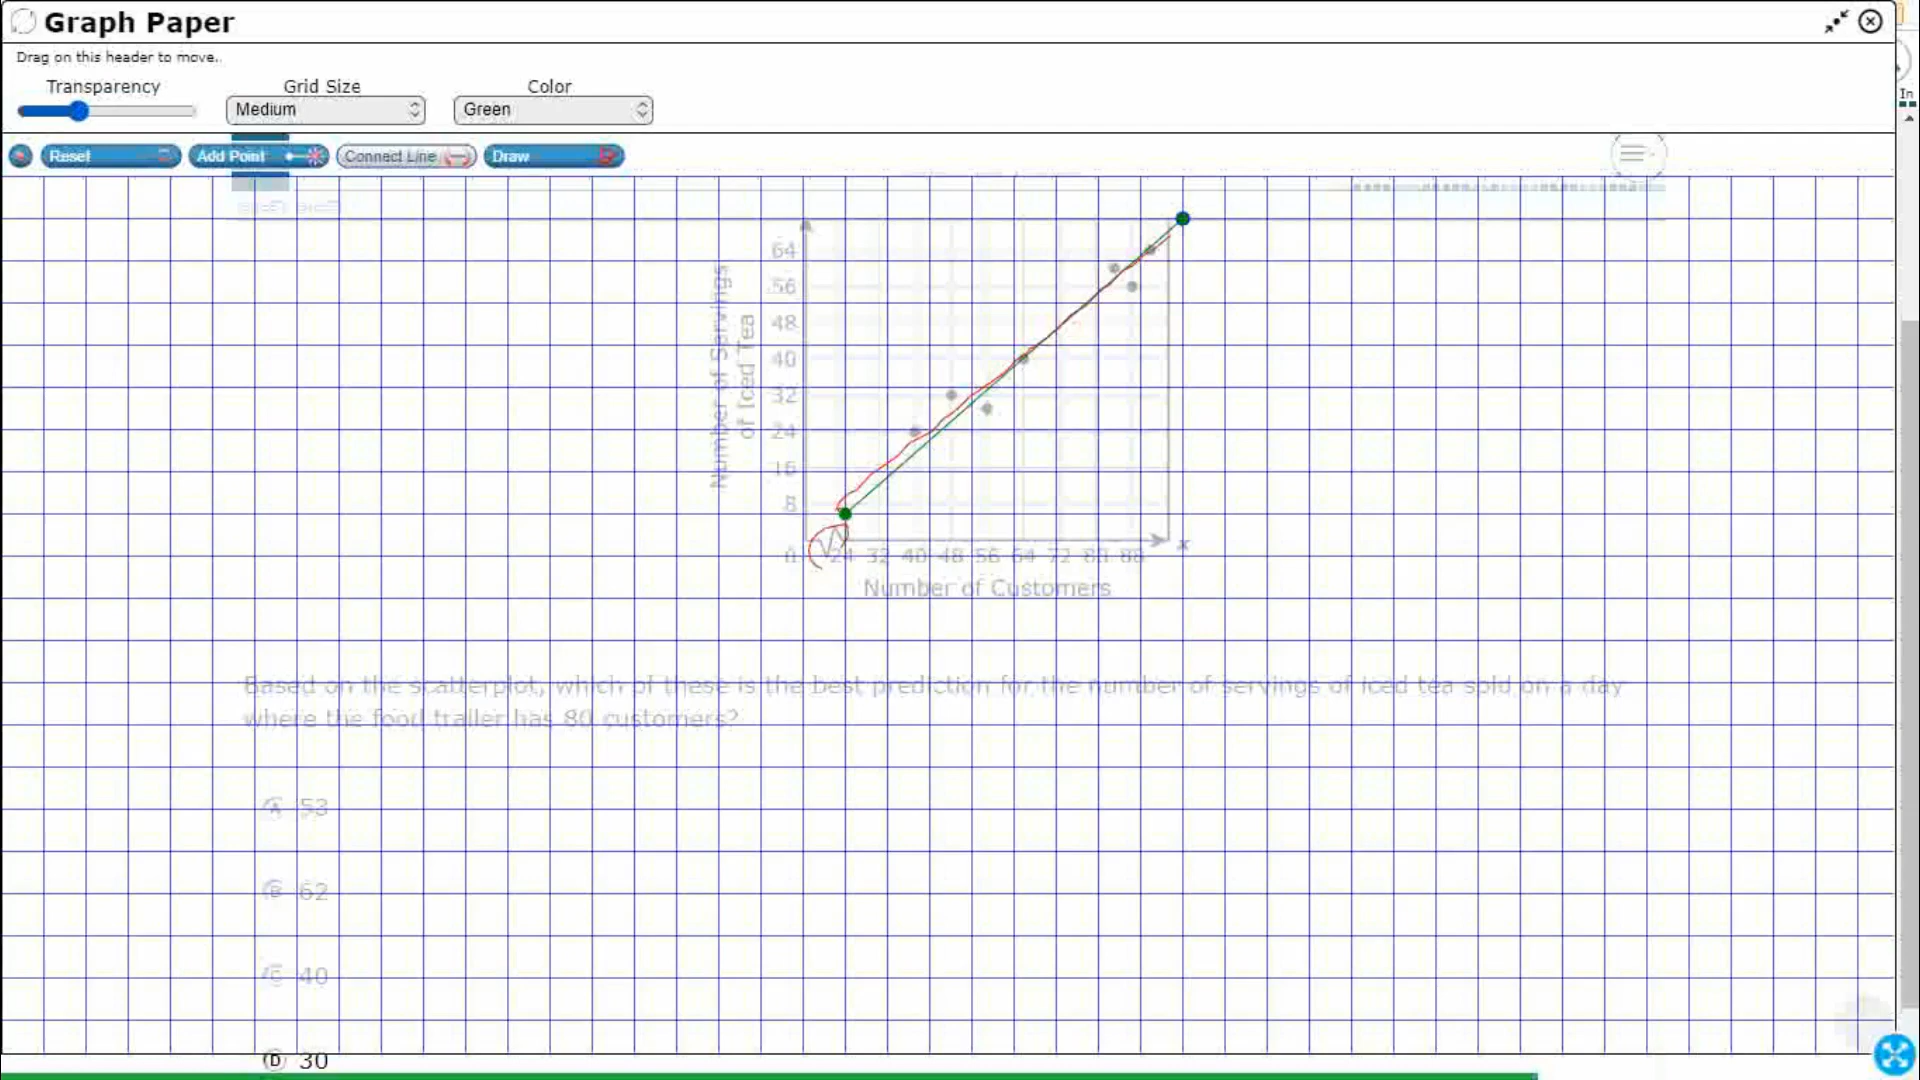 Graph Paper
Drag on this header to move..
Transparency
Grid Size
Color
Medium
Green
In
Reset
Add Point
Connect Line
Draw
Number of Servings
of Iced Tea
64
56
48
40
32
24
16
8
0
24 32 40 48 56 64 72 80 88
x
Number of Customers
Based on the scatterplot, which of these is the best prediction for the number of servings of iced tea sold on a day
where the food trailer has 80 customers?
A 53
B 62
C 40
D 30